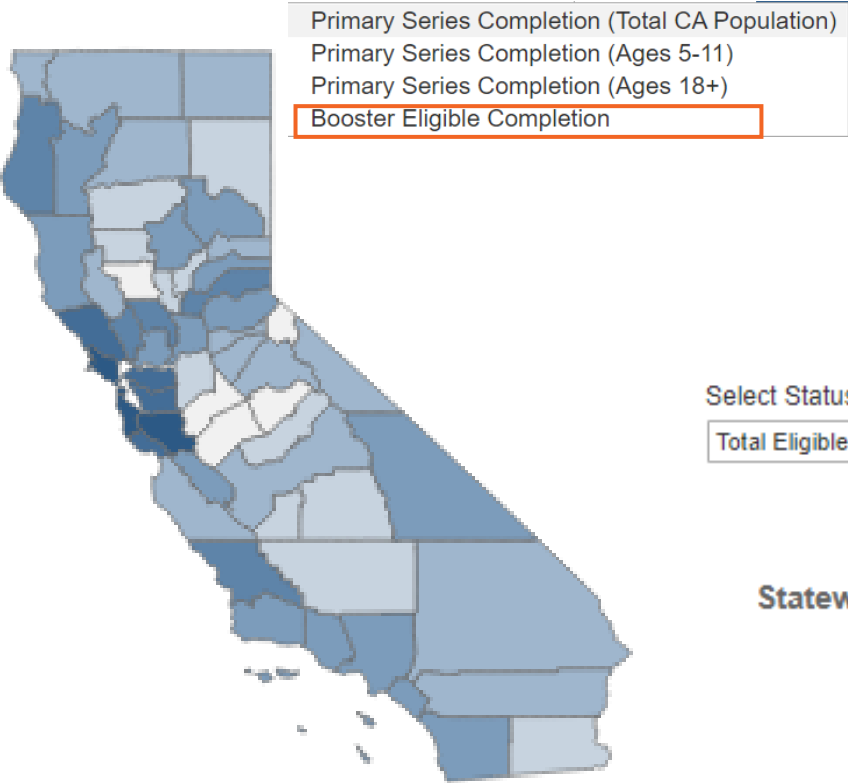 Primary Series Completion (Total CA Population)
Primary Series Completion (Ages 5-11)
Primary Series Completion (Ages 18+)
Booster Eligible Completion
Select Status
Total Eligible
Statew